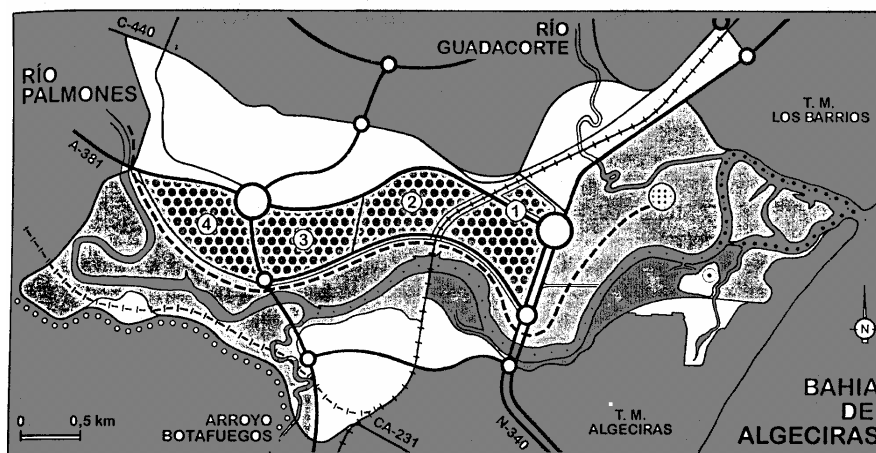 C-440
RÍO
GUADACORTE
RÍO
PALMONES
T. M.
LOS BARRIOS
A-381
1
2
4
3
N
0 0,5 km
ARROYO
BOTAFUEGOS
CA-231
N-340
T. M.
ALGECIRAS
BAHIA
DE
ALGECIRAS